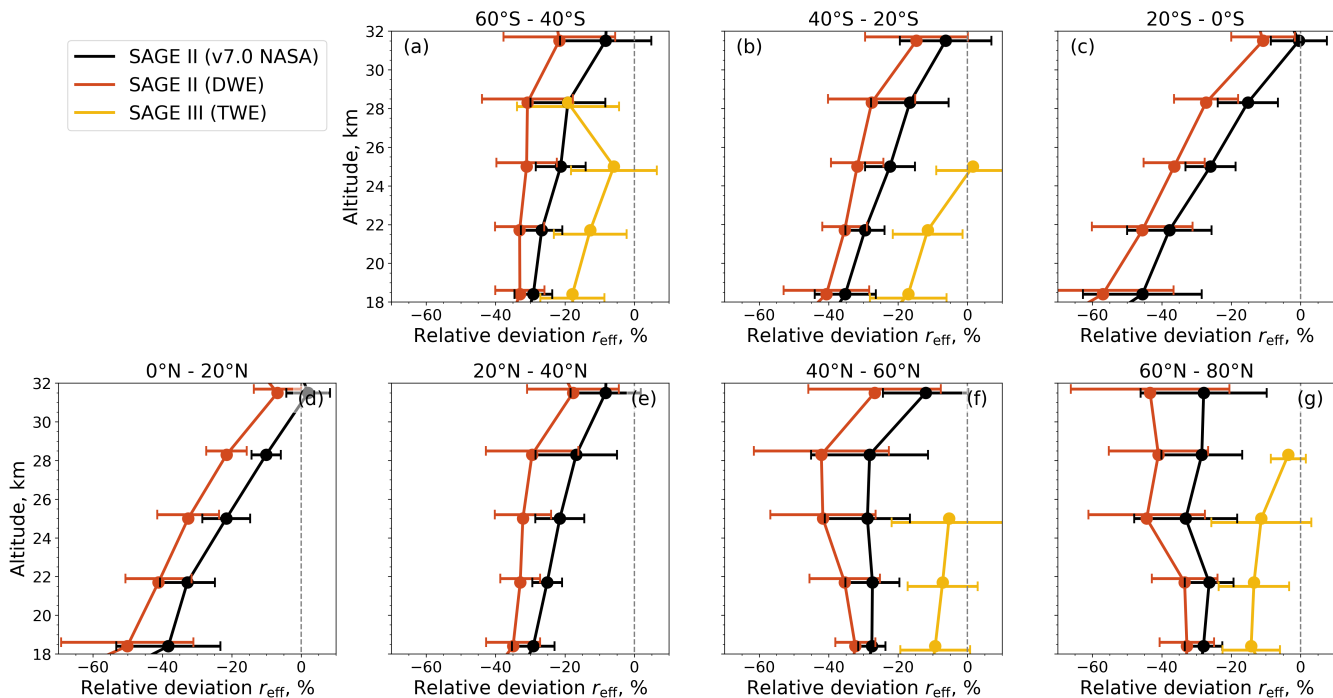 60°S - 40°S
40°S - 20°S
20°S - 0°S
SAGE II (v7.0 NASA)
SAGE II (DWE)
SAGE III (TWE)
(a)
(b)
(c)
Altitude, km
32
30
28
26
24
22
20
18
−60 −40 −20 0
−60 −40 −20 0
−60 −40 −20 0
Relative deviation r_eff, %
Relative deviation r_eff, %
Relative deviation r_eff, %
0°N - 20°N
20°N - 40°N
40°N - 60°N
60°N - 80°N
(d)
(e)
(f)
(g)
Altitude, km
32
30
28
26
24
22
20
18
−60 −40 −20 0
−60 −40 −20 0
−60 −40 −20 0
−60 −40 −20 0
Relative deviation r_eff, %
Relative deviation r_eff, %
Relative deviation r_eff, %
Relative deviation r_eff, %